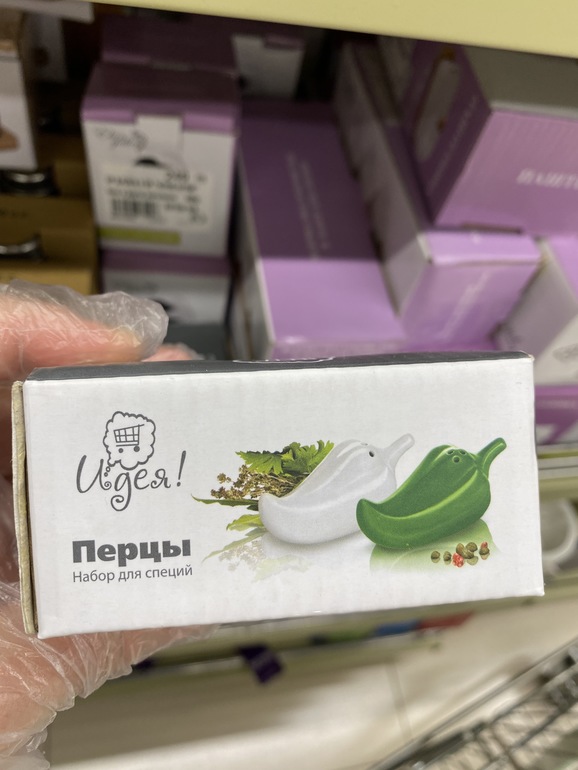 Идея!
Перцы
Набор для специй